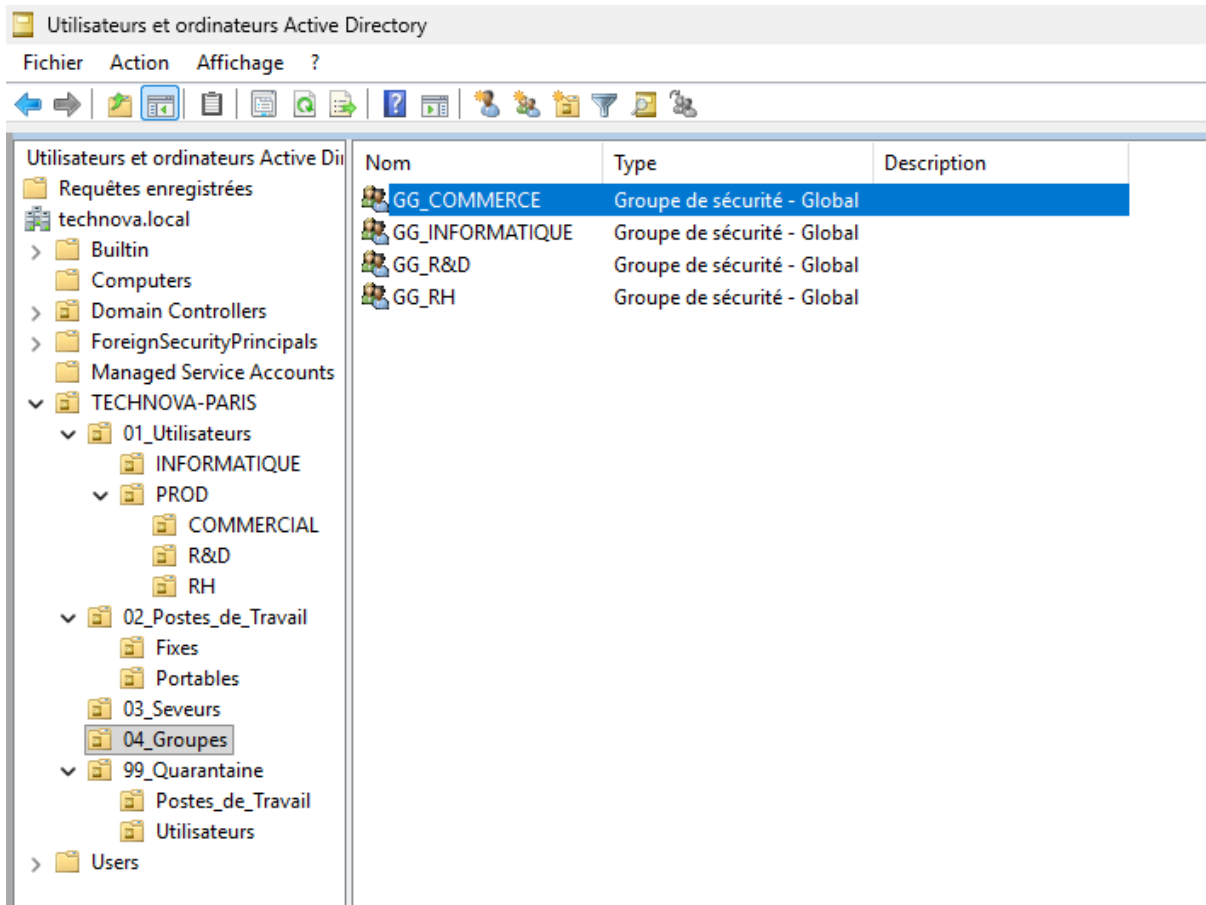 Utilisateurs et ordinateurs Active Directory
Fichier Action Affichage ?
Utilisateurs et ordinateurs Active Dir
Requêtes enregistrées
technova.local
Builtin
Computers
Domain Controllers
ForeignSecurityPrincipals
Managed Service Accounts
TECHNOVA-PARIS
01_Utilisateurs
INFORMATIQUE
PROD
COMMERCIAL
R&D
RH
02_Postes_de_Travail
Fixes
Portables
03_Seveurs
04_Groupes
99_Quarantaine
Postes_de_Travail
Utilisateurs
Users
Nom Type Description
GG_COMMERCE Groupe de sécurité - Global
GG_INFORMATIQUE Groupe de sécurité - Global
GG_R&D Groupe de sécurité - Global
GG_RH Groupe de sécurité - Global